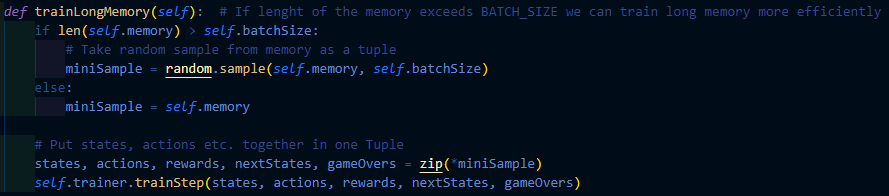 def trainLongMemory(self):  # If lenght of the memory exceeds BATCH_SIZE we can train long memory more efficiently
    if len(self.memory) > self.batchSize:
        # Take random sample from memory as a tuple
        miniSample = random.sample(self.memory, self.batchSize)
    else:
        miniSample = self.memory
    # Put states, actions etc. together in one Tuple
    states, actions, rewards, nextStates, gameOvers = zip(*miniSample)
    self.trainer.trainStep(states, actions, rewards, nextStates, gameOvers)